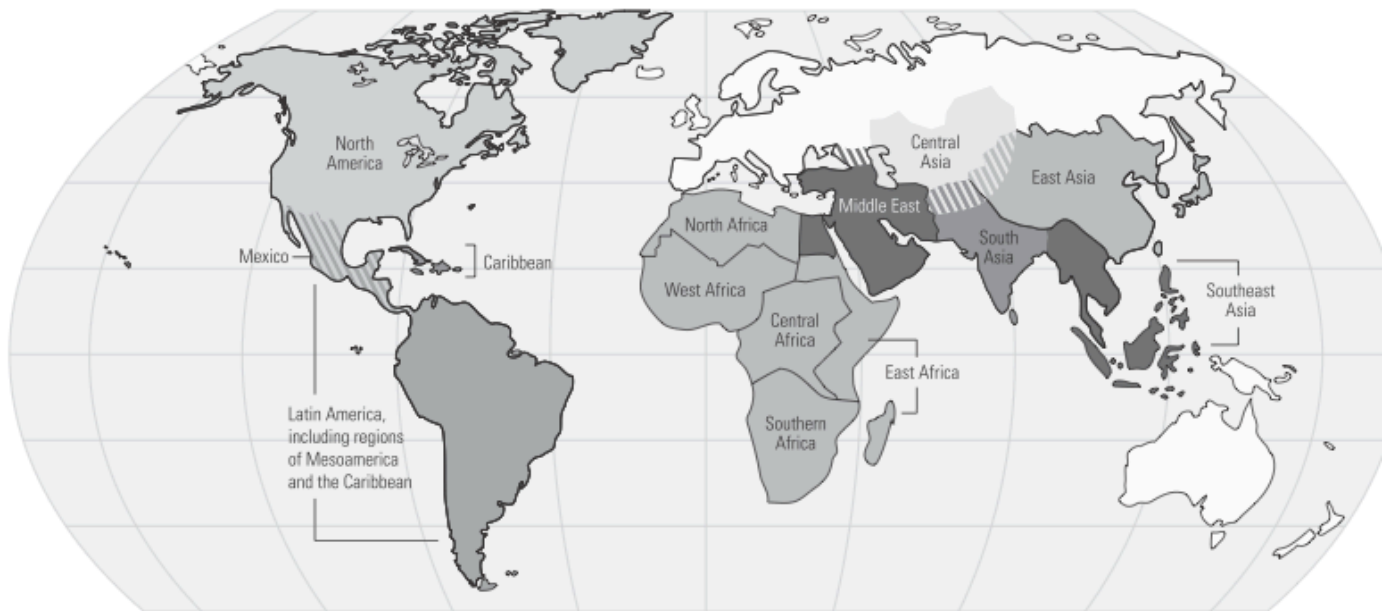 North
America
Central
Asia
East Asia
Middle East
North Africa
South
Asia
Mexico
Caribbean
West Africa
Southeast
Asia
Central
Africa
East Africa
Latin America,
including regions
of Mesoamerica
and the Caribbean
Southern
Africa